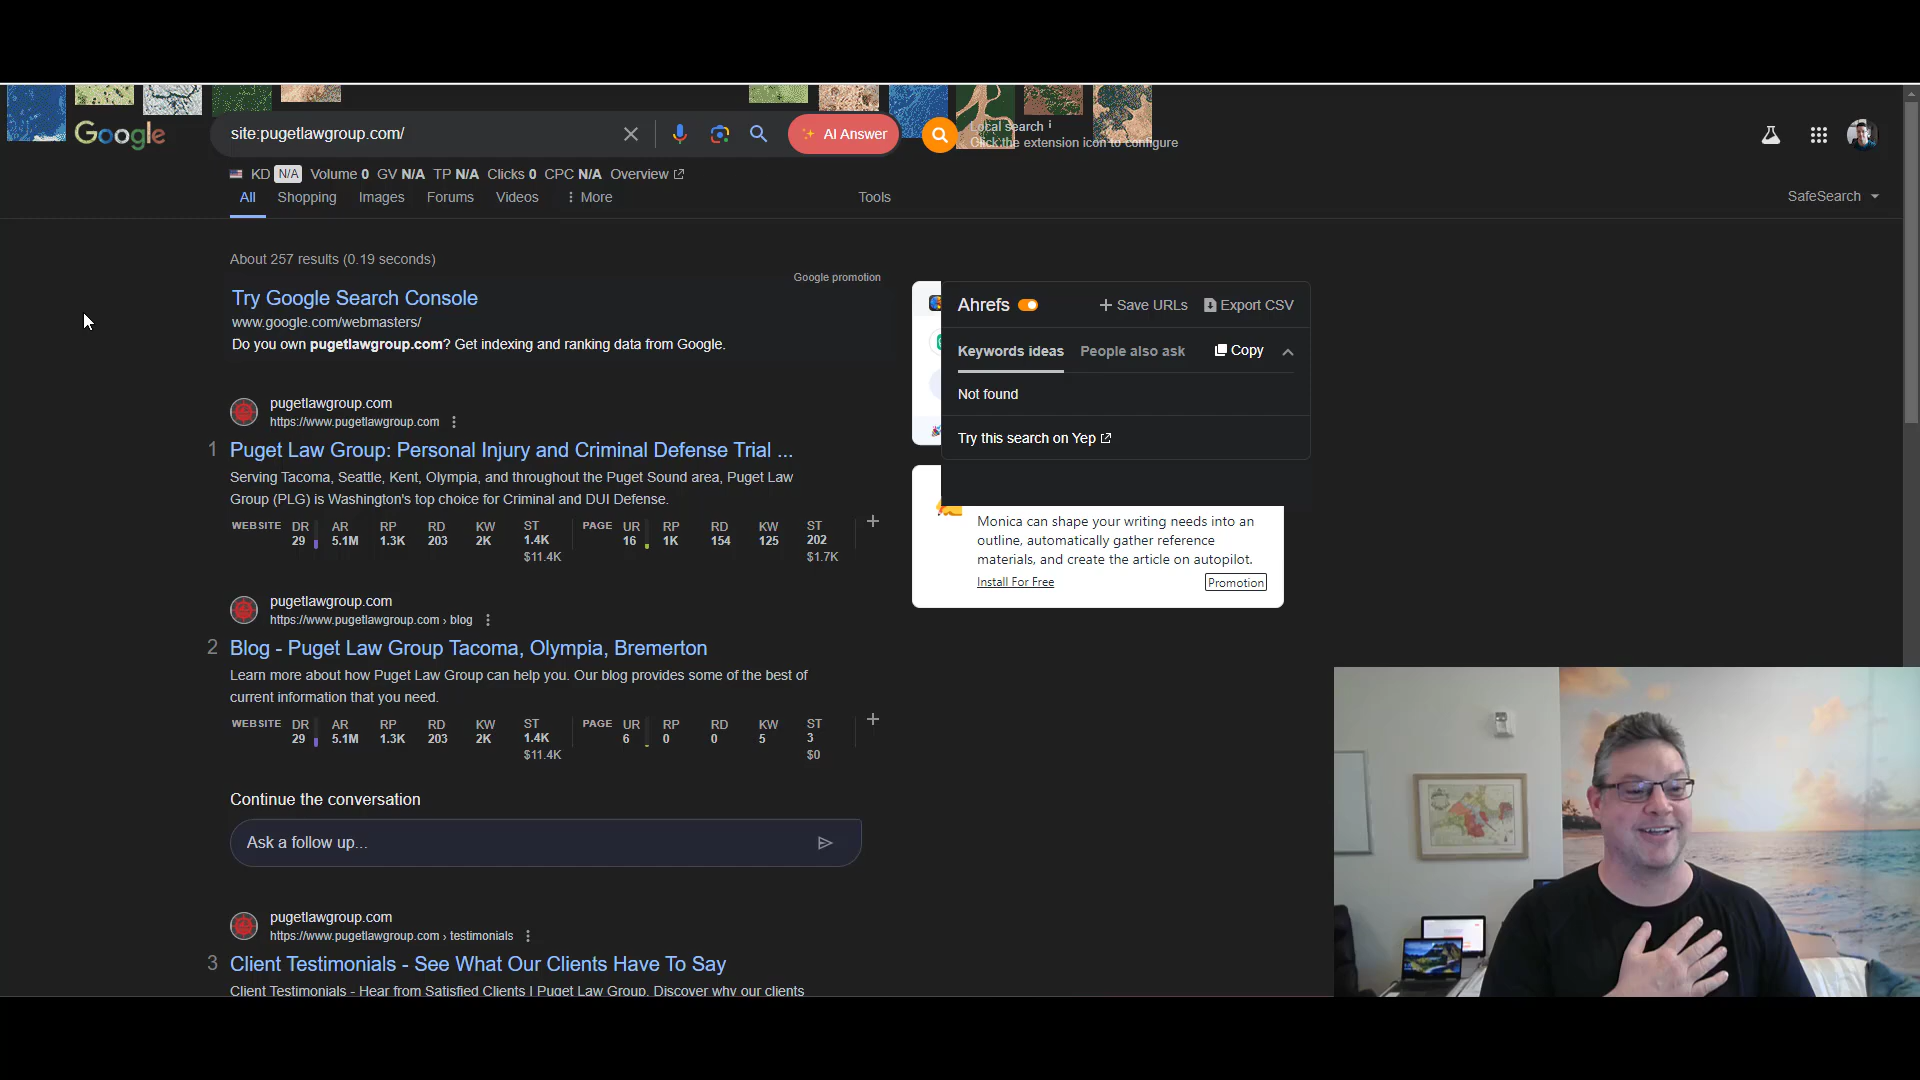 Google
site:pugetlawgroup.com/
AI Answer
Local search
Click the extension icon to configure
KD N/A Volume 0 GV N/A TP N/A Clicks 0 CPC N/A Overview
All Shopping Images Forums Videos More Tools SafeSearch
About 257 results (0.19 seconds)
Google promotion
Try Google Search Console
www.google.com/webmasters/
Do you own pugetlawgroup.com? Get indexing and ranking data from Google.
pugetlawgroup.com
https://www.pugetlawgroup.com
1 Puget Law Group: Personal Injury and Criminal Defense Trial ...
Serving Tacoma, Seattle, Kent, Olympia, and throughout the Puget Sound area, Puget Law
Group (PLG) is Washington's top choice for Criminal and DUI Defense.
WEBSITE DR AR RP RD KW ST PAGE UR RP RD KW ST
29 5.1M 1.3K 203 2K 1.4K 16 1K 154 125 202
$11.4K $1.7K
pugetlawgroup.com
https://www.pugetlawgroup.com › blog
2 Blog - Puget Law Group Tacoma, Olympia, Bremerton
Learn more about how Puget Law Group can help you. Our blog provides some of the best of
current information that you need.
WEBSITE DR AR RP RD KW ST PAGE UR RP RD KW ST
29 5.1M 1.3K 203 2K 1.4K 6 0 0 5 3
$11.4K $0
Continue the conversation
Ask a follow up...
pugetlawgroup.com
https://www.pugetlawgroup.com › testimonials
3 Client Testimonials - See What Our Clients Have To Say
Client Testimonials - Hear from Satisfied Clients | Puget Law Group. Discover why our clients
Ahrefs Save URLs Export CSV
Keywords ideas People also ask Copy
Not found
Try this search on Yep
Monica can shape your writing needs into an
outline, automatically gather reference
materials, and create the article on autopilot.
Install For Free Promotion